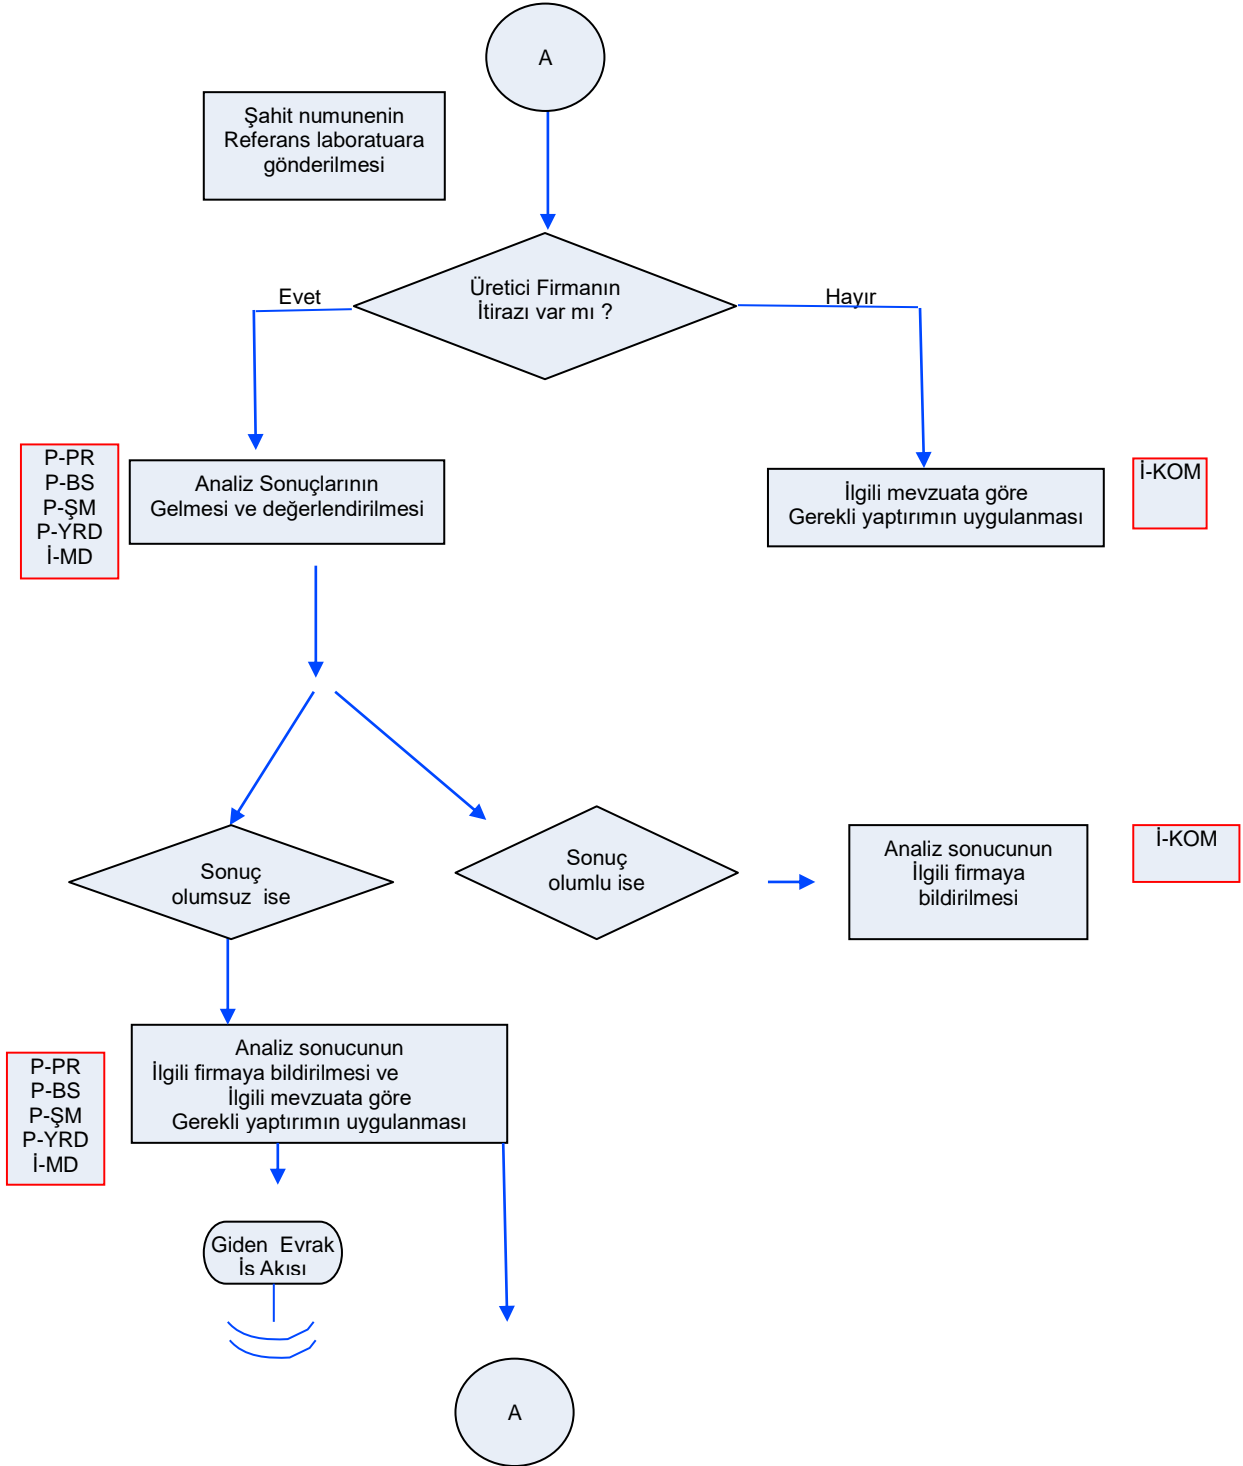 A
Şahit numunenin
Referans laboratuara
gönderilmesi
Üretici Firmanın
İtirazı var mı ?
Evet
Hayır
P-PR
P-BS
P-ŞM
P-YRD
İ-MD
Analiz Sonuçlarının
Gelmesi ve değerlendirilmesi
İlgili mevzuata göre
Gerekli yaptırımın uygulanması
İ-KOM
Sonuç
olumsuz ise
Sonuç
olumlu ise
Analiz sonucunun
İlgili firmaya
bildirilmesi
İ-KOM
P-PR
P-BS
P-ŞM
P-YRD
İ-MD
Analiz sonucunun
İlgili firmaya bildirilmesi ve
İlgili mevzuata göre
Gerekli yaptırımın uygulanması
Giden Evrak
İş Akışı
A